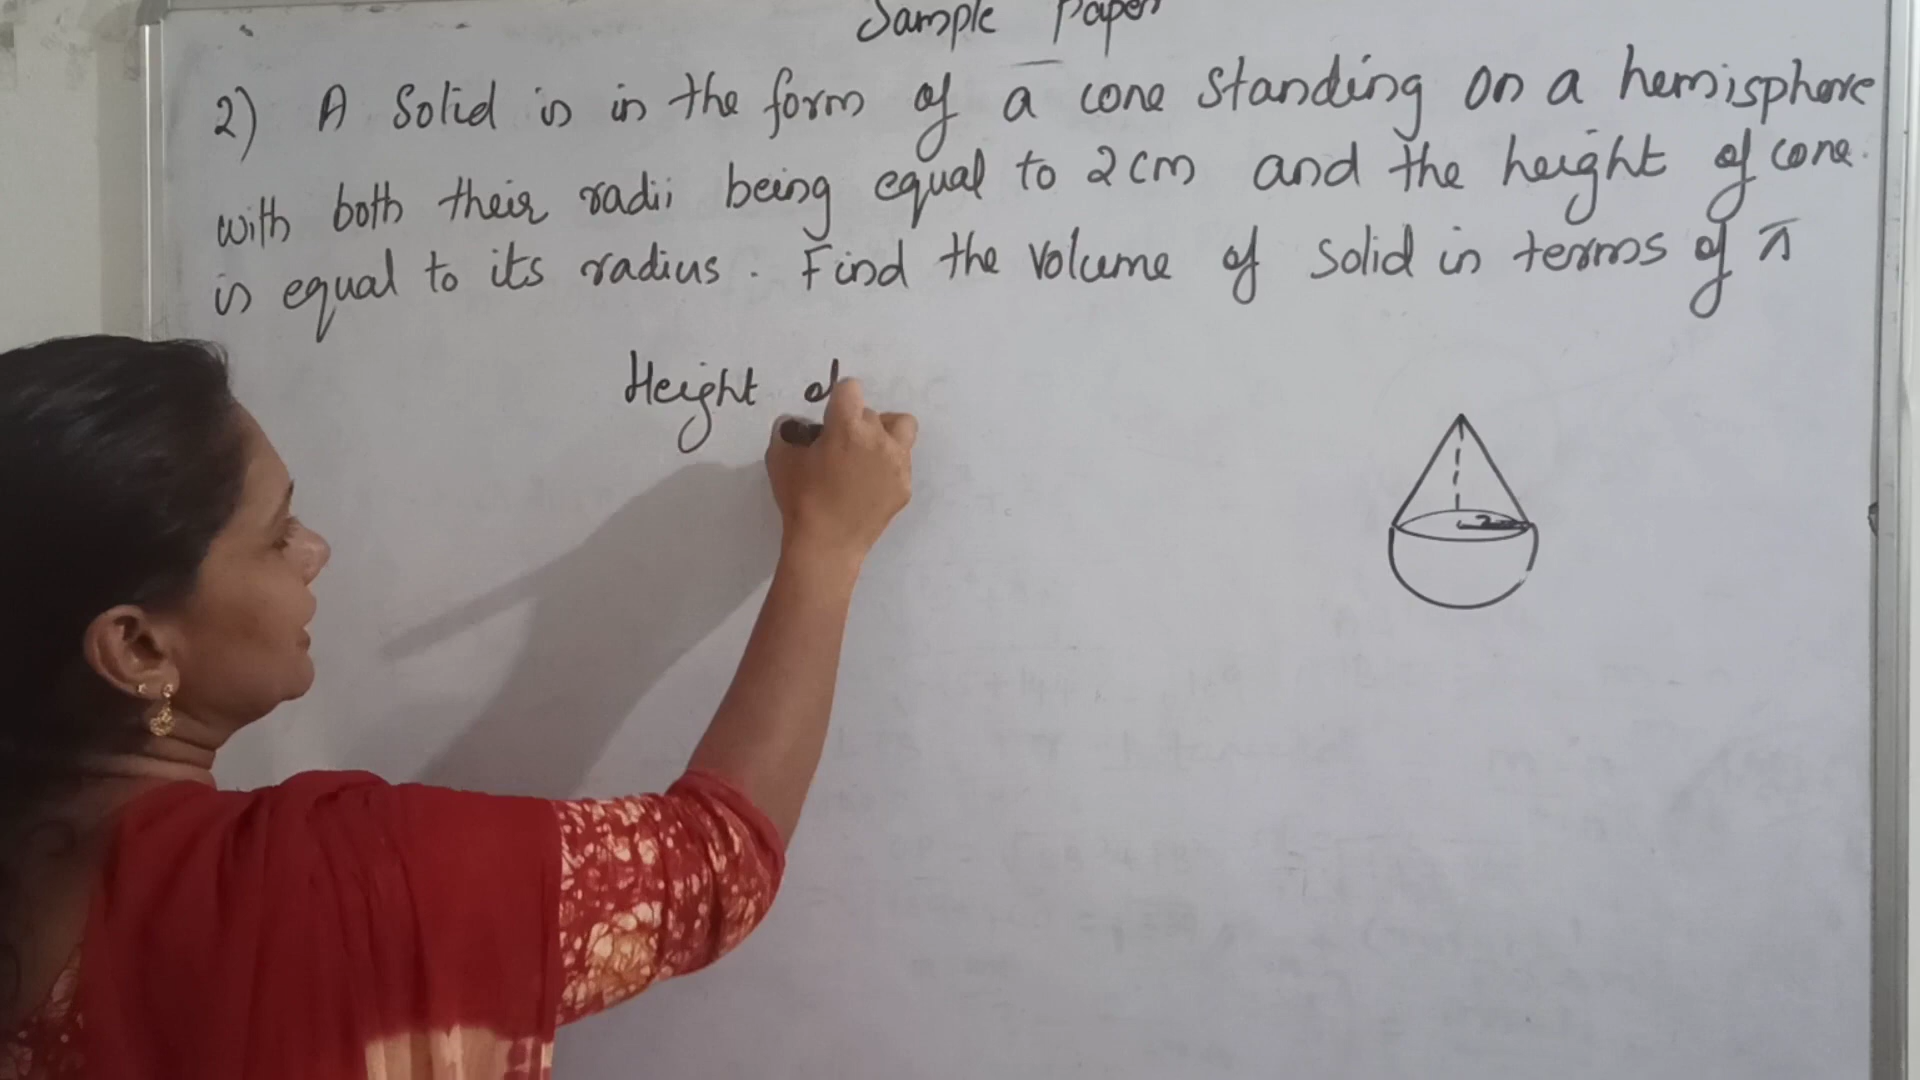 Sample Paper
2) A Solid is in the form of a cone standing on a hemisphere
with both their radii being equal to 2cm and the height of cone
is equal to its radius. Find the volume of solid in terms of π
Height of
2